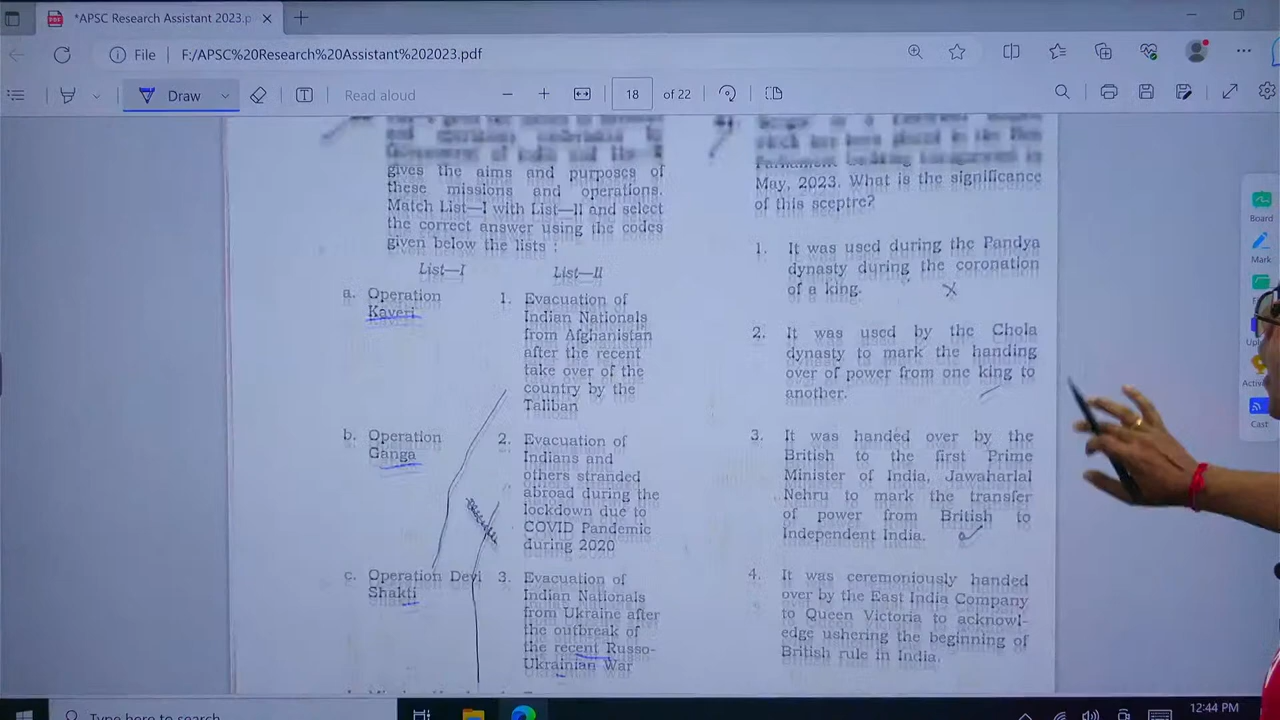 *APSC Research Assistant 2023.p
File F:/APSC%20Research%20Assistant%202023.pdf
Draw
Read aloud
18 of 22
gives the aims and purposes of
these missions and operations.
Match List—I with List—II and select
the correct answer using the codes
given below the lists :
List—I List—II
a. Operation
Kaveri
1. Evacuation of
Indian Nationals
from Afghanistan
after the recent
take over of the
country by the
Taliban
b. Operation
Ganga
2. Evacuation of
Indians and
others stranded
abroad during the
lockdown due to
COVID Pandemic
during 2020
c. Operation Devi
Shakti
3. Evacuation of
Indian Nationals
from Ukraine after
the outbreak of
the recent Russo-
Ukrainian War
May, 2023. What is the significance
of this sceptre?
1. It was used during the Pandya
dynasty during the coronation
of a king.
2. It was used by the Chola
dynasty to mark the handing
over of power from one king to
another.
3. It was handed over by the
British to the first Prime
Minister of India, Jawaharlal
Nehru to mark the transfer
of power from British to
Independent India.
4. It was ceremoniously handed
over by the East India Company
to Queen Victoria to acknowl-
edge ushering the beginning of
British rule in India.
Board
Mark
Cast
Type here to search
12:44 PM